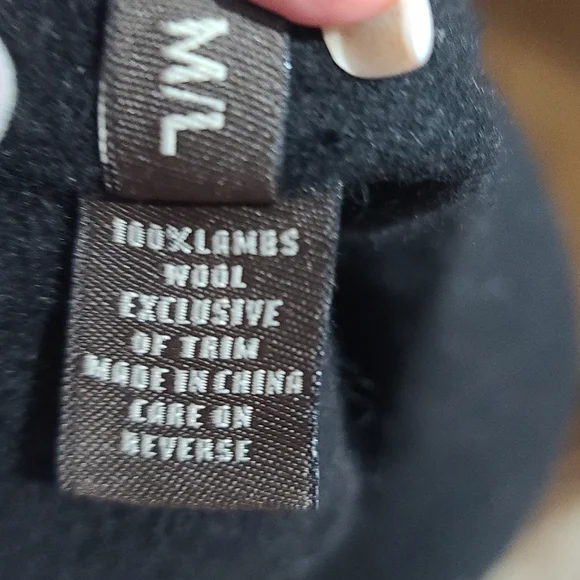 M/L
100%LAMBS
WOOL
EXCLUSIVE
OF TRIM
MADE IN CHINA
CARE ON
REVERSE